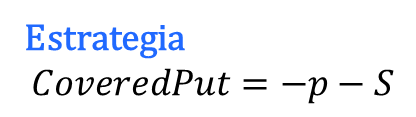 Estrategia
CoveredPut = −p − S